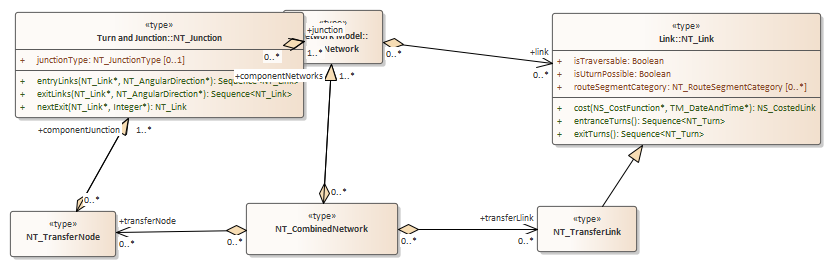 «type»
Turn and Junction::NT_Junction
+ junctionType: NT_JunctionType [0..1]
+ entryLinks(NT_Link*, NT_AngularDirection*): Sequence<NT_Link>
+ exitLinks(NT_Link*, NT_AngularDirection*): Sequence<NT_Link>
+ nextExit(NT_Link*, Integer*): NT_Link
+junction
0..*
1..*
Model::
Network
0..*
+link
0..*
«type»
Link::NT_Link
+ isTraversable: Boolean
+ isUturnPossible: Boolean
+ routeSegmentCategory: NT_RouteSegmentCategory [0..*]
+ cost(NS_CostFunction*, TM_DateAndTime*): NS_CostedLink
+ entranceTurns(): Sequence<NT_Turn>
+ exitTurns(): Sequence<NT_Turn>
+componentNetworks
1..*
+componentJunction
1..*
0..*
0..*
«type»
NT_TransferNode
+transferNode
0..*
0..*
«type»
NT_CombinedNetwork
0..*
+transferLlink
0..*
«type»
NT_TransferLink